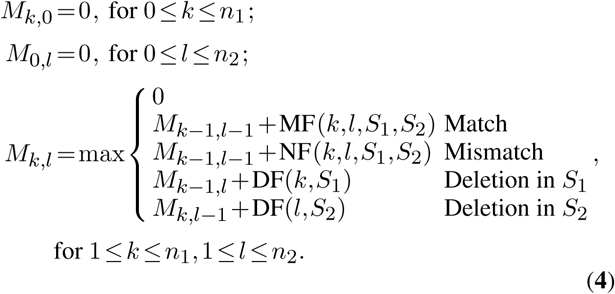 M_{k,0} = 0, for 0 ≤ k ≤ n_1;
M_{0,l} = 0, for 0 ≤ l ≤ n_2;
M_{k,l} = max { 0
M_{k−1,l−1} + MF(k,l,S_1,S_2) Match
M_{k−1,l−1} + NF(k,l,S_1,S_2) Mismatch
M_{k−1,l} + DF(k,S_1) Deletion in S_1
M_{k,l−1} + DF(l,S_2) Deletion in S_2 ,
for 1 ≤ k ≤ n_1, 1 ≤ l ≤ n_2.
(4)